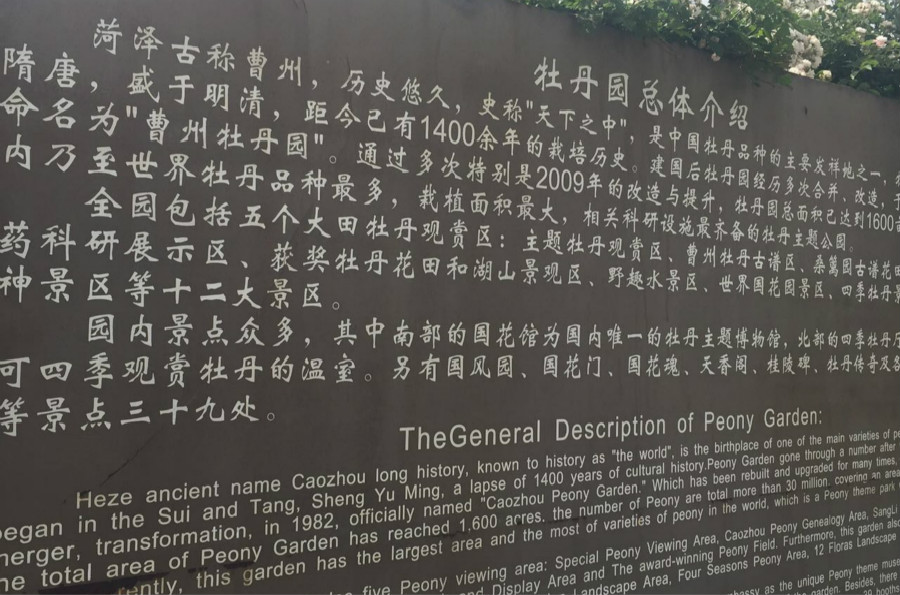 牡丹园总体介绍
菏泽古称曹州，历史悠久，史称"天下之中"，是中国牡丹品种的主要发祥地之一，
隋唐，盛于明清，距今已有1400余年的栽培历史。建国后牡丹园经历多次合并、改造，
命名为"曹州牡丹园"。通过多次特别是2009年的改造与提升，牡丹园总面积已达到1600
内乃至世界牡丹品种最多，栽植面积最大，相关科研设施最齐备的牡丹主题公园。
全园包括五个大田牡丹观赏区：主题牡丹观赏区、曹州牡丹古谱区、桑篱园古谱花田
药科研展示区、获奖牡丹花田和湖山景观区、野趣水景区、世界国花园景区、四季牡丹景
神景区等十二大景区。
园内景点众多，其中南部的国花馆为国内唯一的牡丹主题博物馆，北部的四季牡丹
可四季观赏牡丹的温室。另有国风园、国花门、国花魂、天香阁、桂陵碑、牡丹传奇及各
等景点三十九处。
TheGeneral Description of Peony Garden:
Heze ancient name Caozhou long history, known to history as "the world", is the birthplace of one of the main varieties of
began in the Sui and Tang, Sheng Yu Ming, a lapse of 1400 years of cultural history.Peony Garden gone through a number after
merger, transformation, in 1982, officially named "Caozhou Peony Garden." Which has been rebuilt and upgraded for many times,
the total area of Peony Garden has reached 1,600 acres. the number of Peony are total more than 30 million. covering an area
this garden has the largest area and the most of varieties of peony in the world, which is a Peony theme park
five Peony viewing area: Special Peony Viewing Area, Caozhou Peony Genealogy Area,
and Display Area and The award-winning Peony Field. Furthermore, this garden also
Landscape Area, Four Seasons Peony Area, 12 Floras Landscape
as the unique Peony theme
the garden. Besides, there